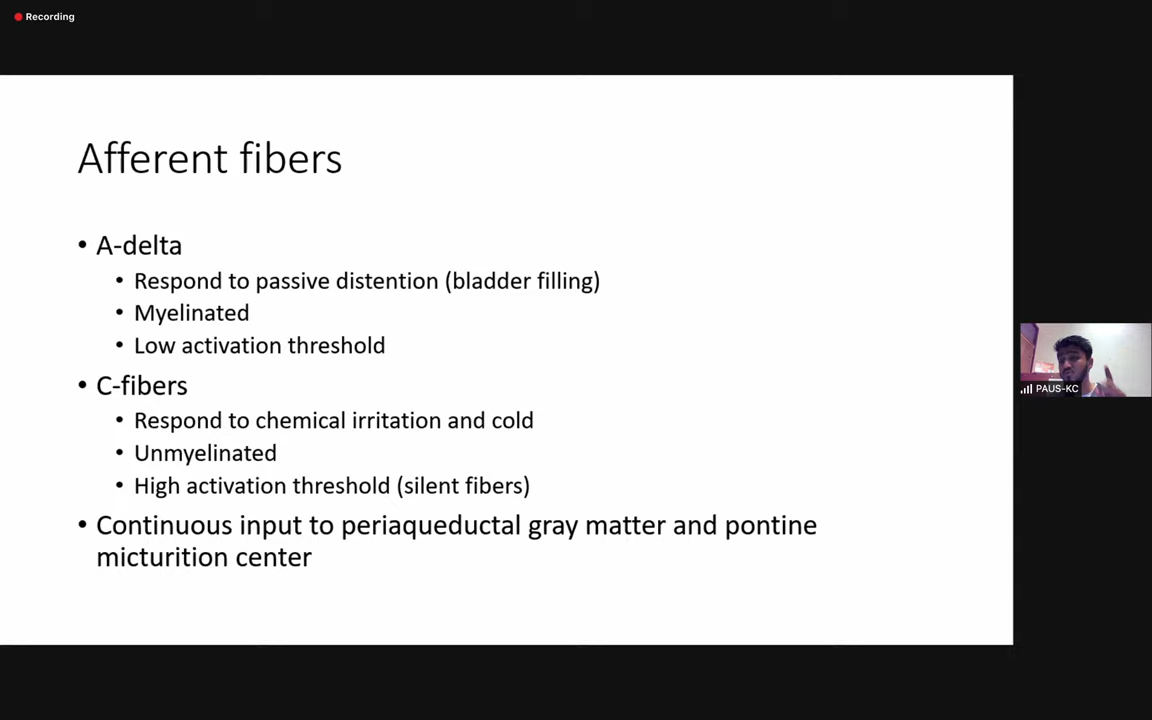 Recording
Afferent fibers
• A-delta
• Respond to passive distention (bladder filling)
• Myelinated
• Low activation threshold
• C-fibers
• Respond to chemical irritation and cold
• Unmyelinated
• High activation threshold (silent fibers)
• Continuous input to periaqueductal gray matter and pontine
micturition center
PAUS-KC